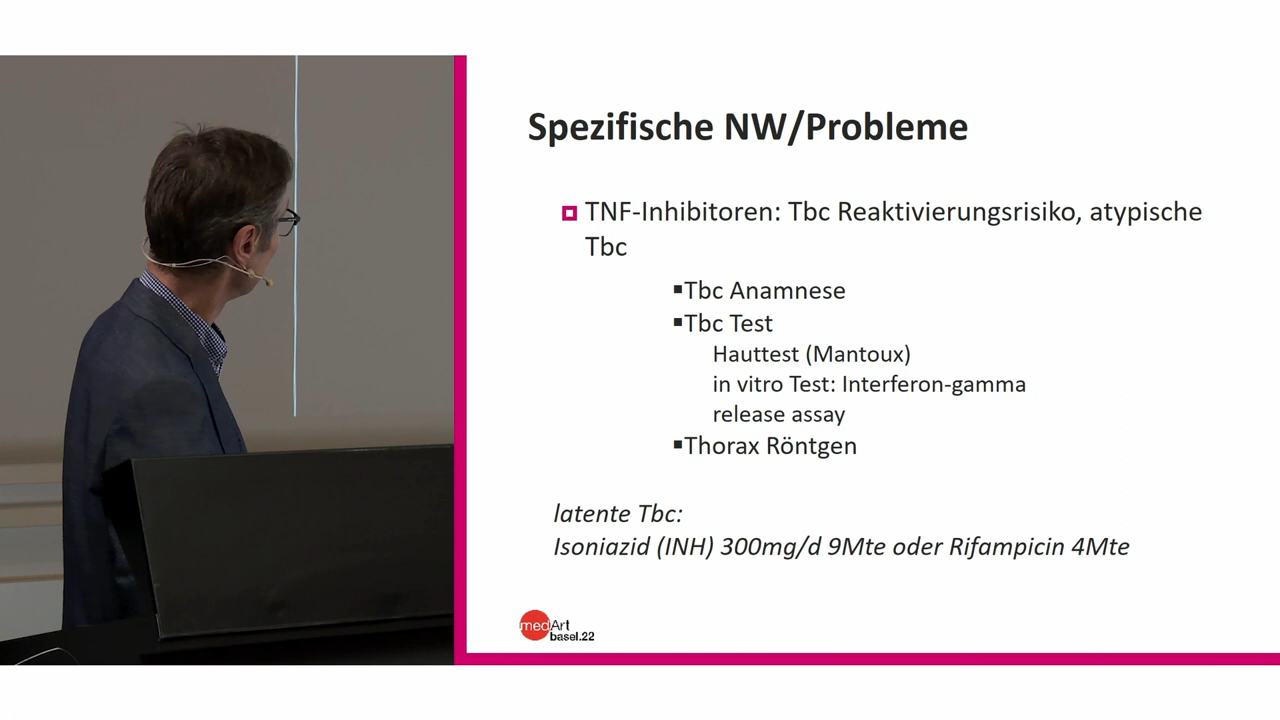 Spezifische NW/Probleme
TNF-Inhibitoren: Tbc Reaktivierungsrisiko, atypische
Tbc
Tbc Anamnese
Tbc Test
Hauttest (Mantoux)
in vitro Test: Interferon-gamma
release assay
Thorax Röntgen
latente Tbc:
Isoniazid (INH) 300mg/d 9Mte oder Rifampicin 4Mte
medArt
basel.22